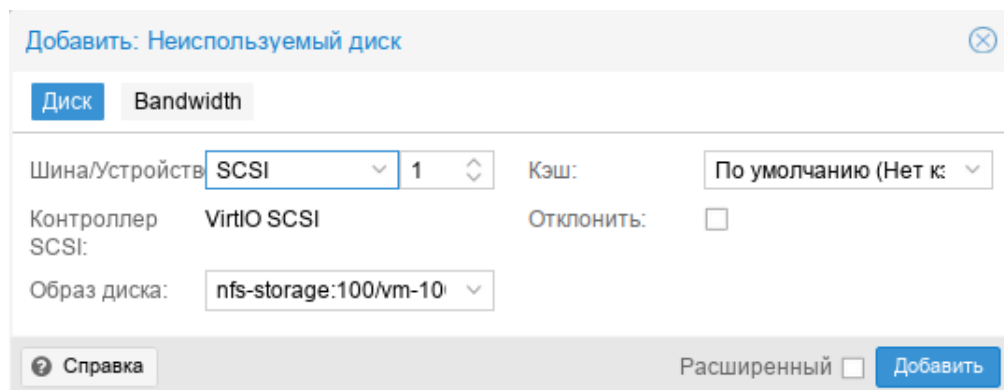 Добавить: Неиспользуемый диск
Диск Bandwidth
Шина/Устройств SCSI 1 Кэш: По умолчанию (Нет кэ
Контроллер SCSI: VirtIO SCSI Отклонить:
Образ диска: nfs-storage:100/vm-10
Справка Расширенный Добавить